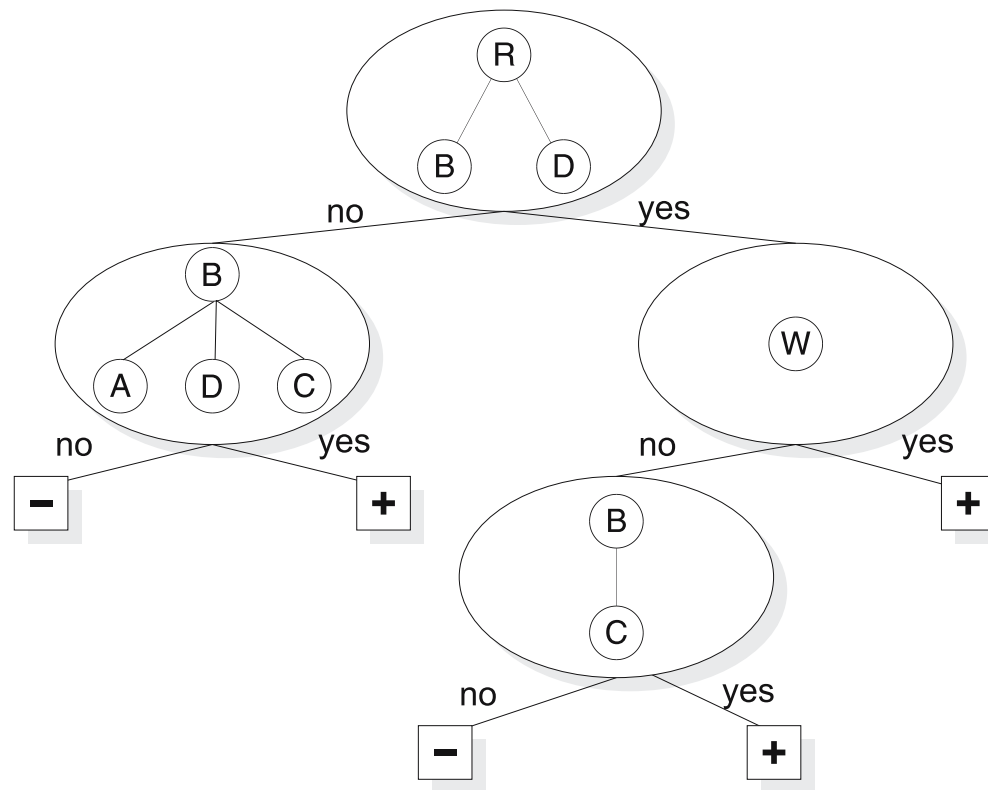 R
B D
no yes
B
W
A D C
no yes
no yes
− + +
B
C
no yes
− +